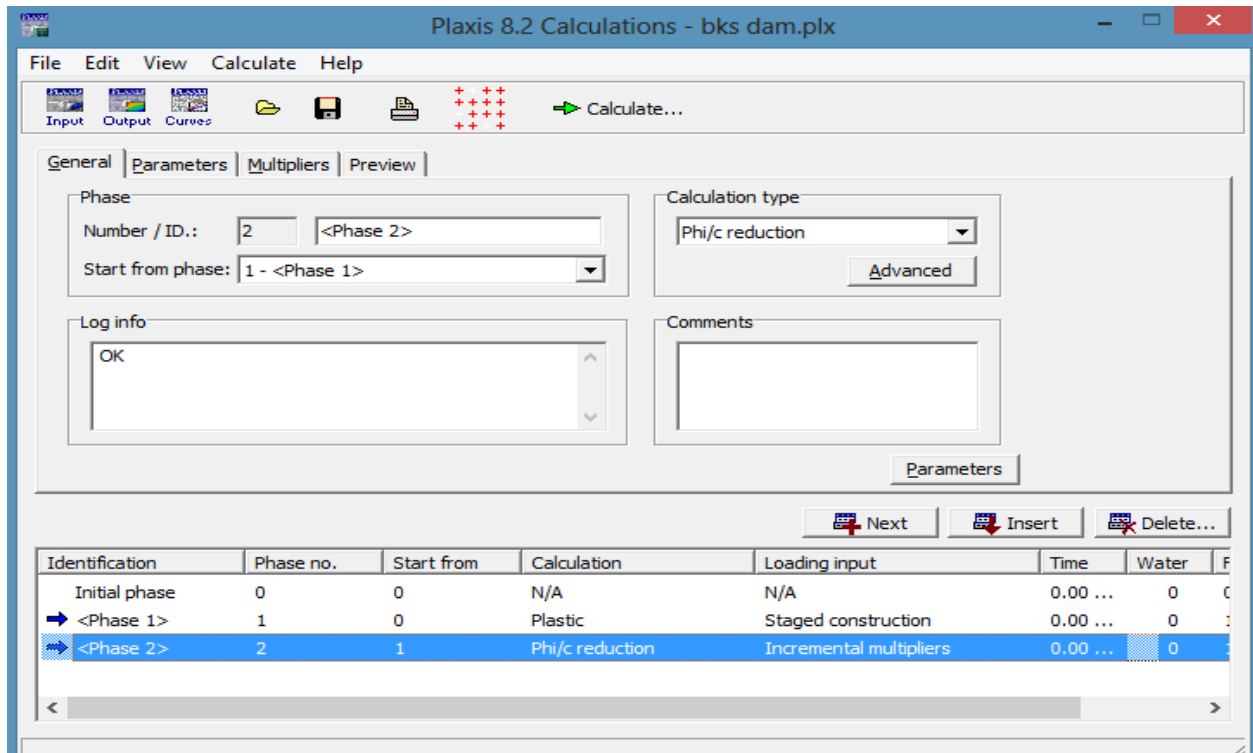 Plaxis 8.2 Calculations - bks dam.plx
File Edit View Calculate Help
Input Output Curves Calculate...
General Parameters Multipliers Preview
Phase
Number / ID.: 2 <Phase 2>
Start from phase: 1 - <Phase 1>
Calculation type
Phi/c reduction
Advanced
Log info
OK
Comments
Parameters
Next Insert Delete...
Identification Phase no. Start from Calculation Loading input Time Water
Initial phase 0 0 N/A N/A 0.00 ... 0
<Phase 1> 1 0 Plastic Staged construction 0.00 ... 0
<Phase 2> 2 1 Phi/c reduction Incremental multipliers 0.00 ... 0